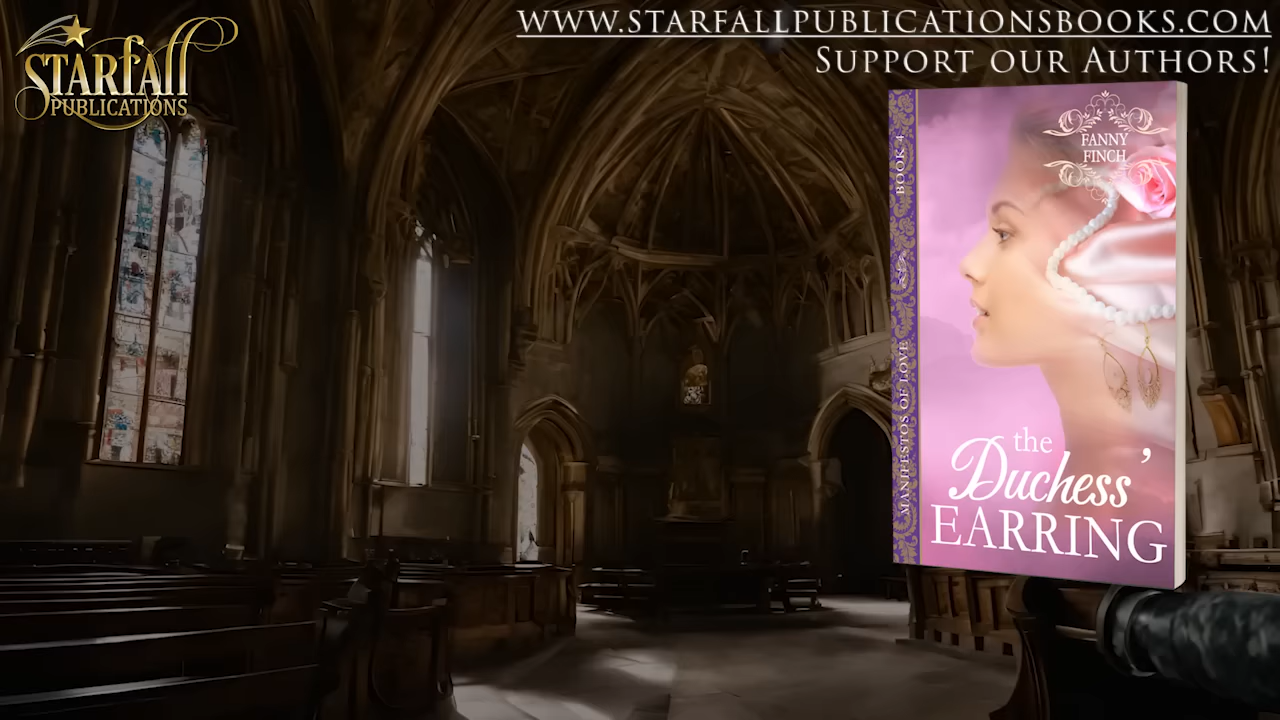 STARfall
PUBLICATIONS
WWW.STARFALLPUBLICATIONSBOOKS.COM
SUPPORT OUR AUTHORS!
BOOK 4
MANIFESTOS OF LOVE
FANNY
FINCH
the
Duchess'
EARRING